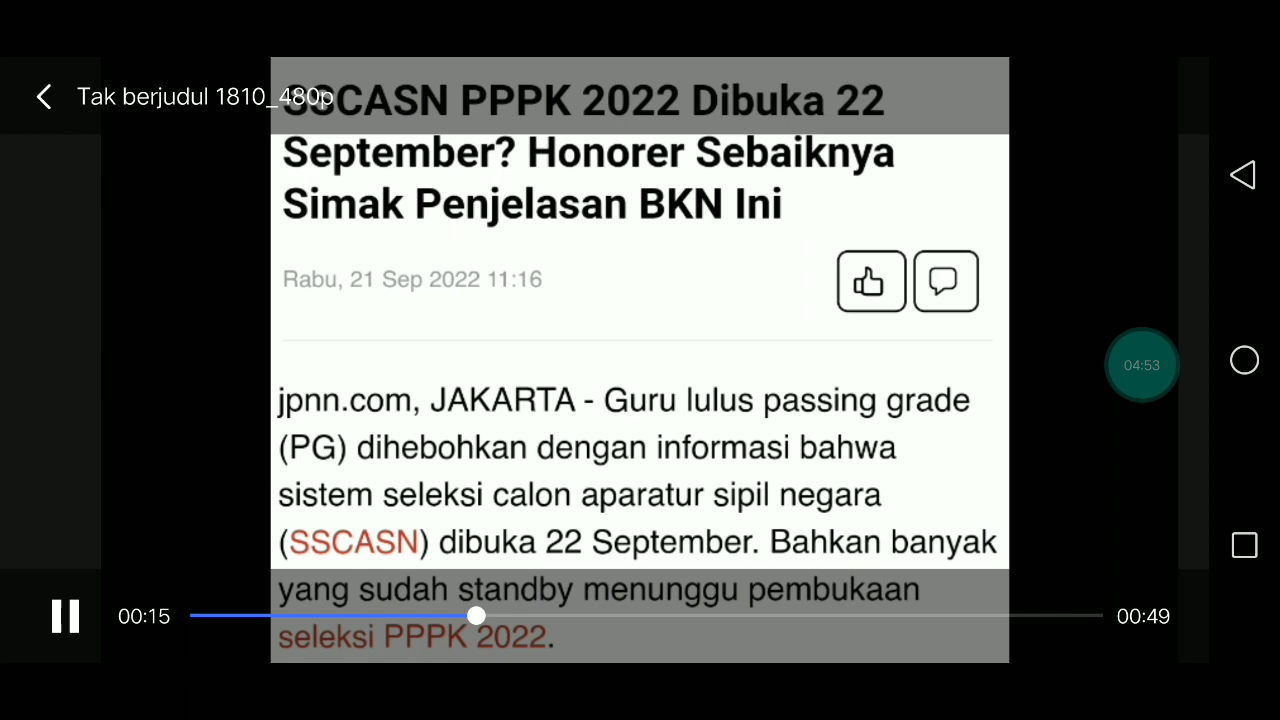 Tak berjudul 1810_480p
SSCASN PPPK 2022 Dibuka 22
September? Honorer Sebaiknya
Simak Penjelasan BKN Ini
Rabu, 21 Sep 2022 11:16
04:53
jpnn.com, JAKARTA - Guru lulus passing grade
(PG) dihebohkan dengan informasi bahwa
sistem seleksi calon aparatur sipil negara
(SSCASN) dibuka 22 September. Bahkan banyak
yang sudah standby menunggu pembukaan
00:15
00:49
seleksi PPPK 2022.